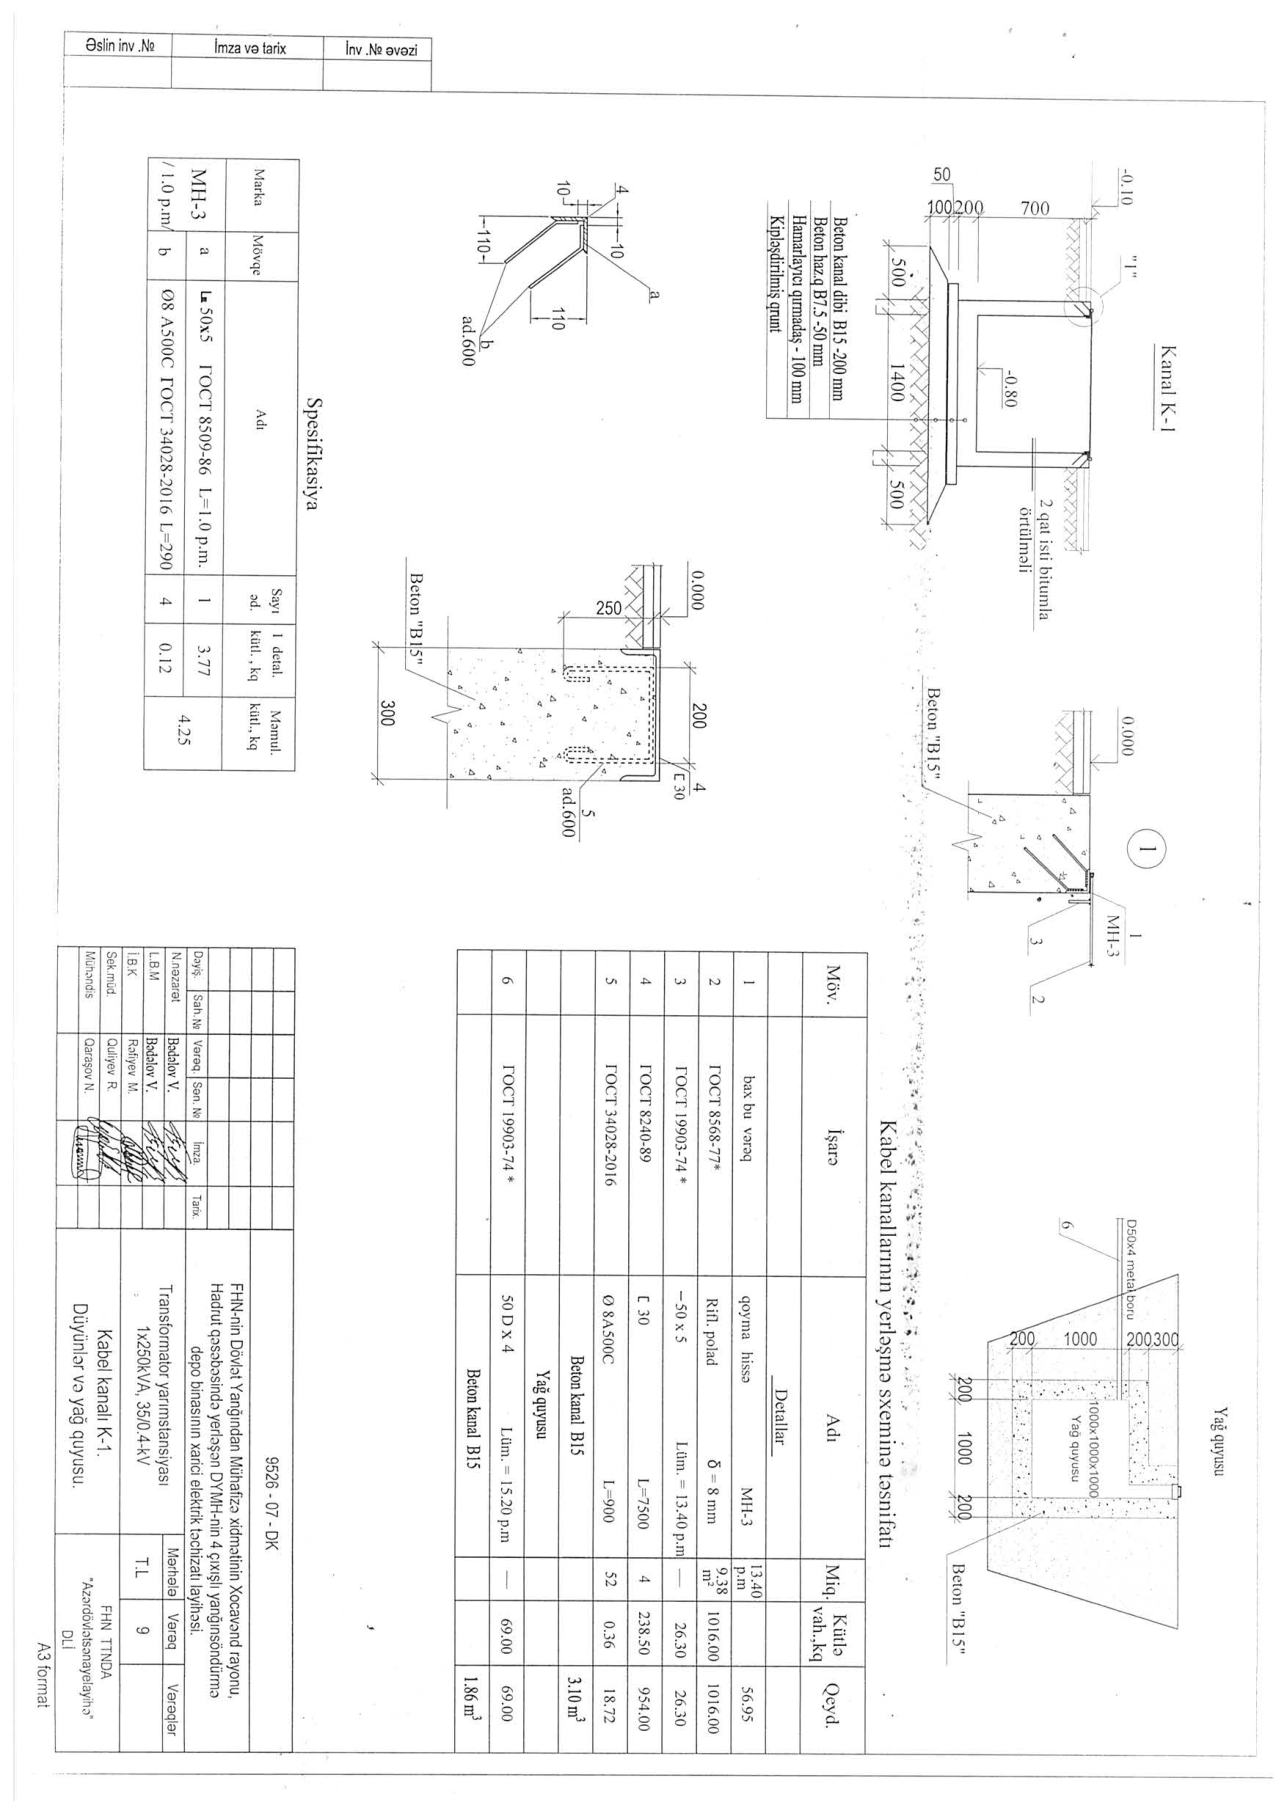 Əslin inv .№
İmza və tarix
İnv .№ əvəzi
Kanal K-1
-0.10
"1"
700
200
100
50
-0.80
500
1400
500
2 qat isti bitumla
örtülməli
Beton kanal dibi B15 -200 mm
Beton haz.q B7.5 -50 mm
Hamarlayıcı qırmadaş - 100 mm
Kipləşdirilmiş qrunt
0.000
1
1
MH-3
2
3
Beton "B15"
Yağ quyusu
D50x4 metal boru
6
200
1000
200
300
1000x1000x1000
Yağ quyusu
200
1000
200
Beton "B15"
4
10
10
a
110
110
b
ad.600
0.000
250
200
4
[ 30
5
ad.600
300
Beton "B15"
Kabel kanallarının yerləşmə sxeminə təsnifatı
Möv. İşarə Adı Miq. Kütlə vah.,kq Qeyd.
Detallar
1 bax bu vərəq qoyma hissə MH-3 13.40 p.m 56.95
2 ГОСТ 8568-77* Rifl. polad δ = 8 mm 9.38 m² 1016.00 1016.00
3 ГОСТ 19903-74 * – 50 x 5 Lüm. = 13.40 p.m — 26.30 26.30
4 ГОСТ 8240-89 [ 30 L=7500 4 238.50 954.00
5 ГОСТ 34028-2016 Ø 8A500C L=900 52 0.36 18.72
Beton kanal B15 3.10 m³
Yağ quyusu
6 ГОСТ 19903-74 * 50 D x 4 Lüm. = 15.20 p.m — 69.00 69.00
Beton kanal B15 1.86 m³
Spesifikasiya
Marka Mövqe Adı Sayı əd. 1 detal. kütl. , kq Məmul. kütl., kq
MH-3 a 50x5 ГОСТ 8509-86 L=1.0 p.m. 1 3.77 4.25
/ 1.0 p.m/ b Ø8 A500C ГОСТ 34028-2016 L=290 4 0.12
9526 - 07 - DK
FHN-nin Dövlət Yanğından Mühafizə xidmətinin Xocavənd rayonu,
Hadrut qəsəbəsində yerləşən DYMH-nin 4 çıxışlı yanğınsöndürmə
depo binasının xarici elektrik təchizatı layihəsi.
Dəyiş. Sah.№ Vərəq. Sən. № İmza. Tarix.
N.nəzarət Bədəlov V.
L.B.M Bədəlov V.
İ.B.K Rəfiyev M.
Sek.müd. Quliyev R.
Mühəndis Qaraşov N.
Transformator yarımstansiyası
1x250kVA, 35/0.4-kV
Mərhələ Vərəq Vərəqlər
T.L 9
Kabel kanalı K-1.
Düyünlər və yağ quyusu.
FHN TTNDA
"Azərdövlətsənayelayihə"
DLİ
A3 format